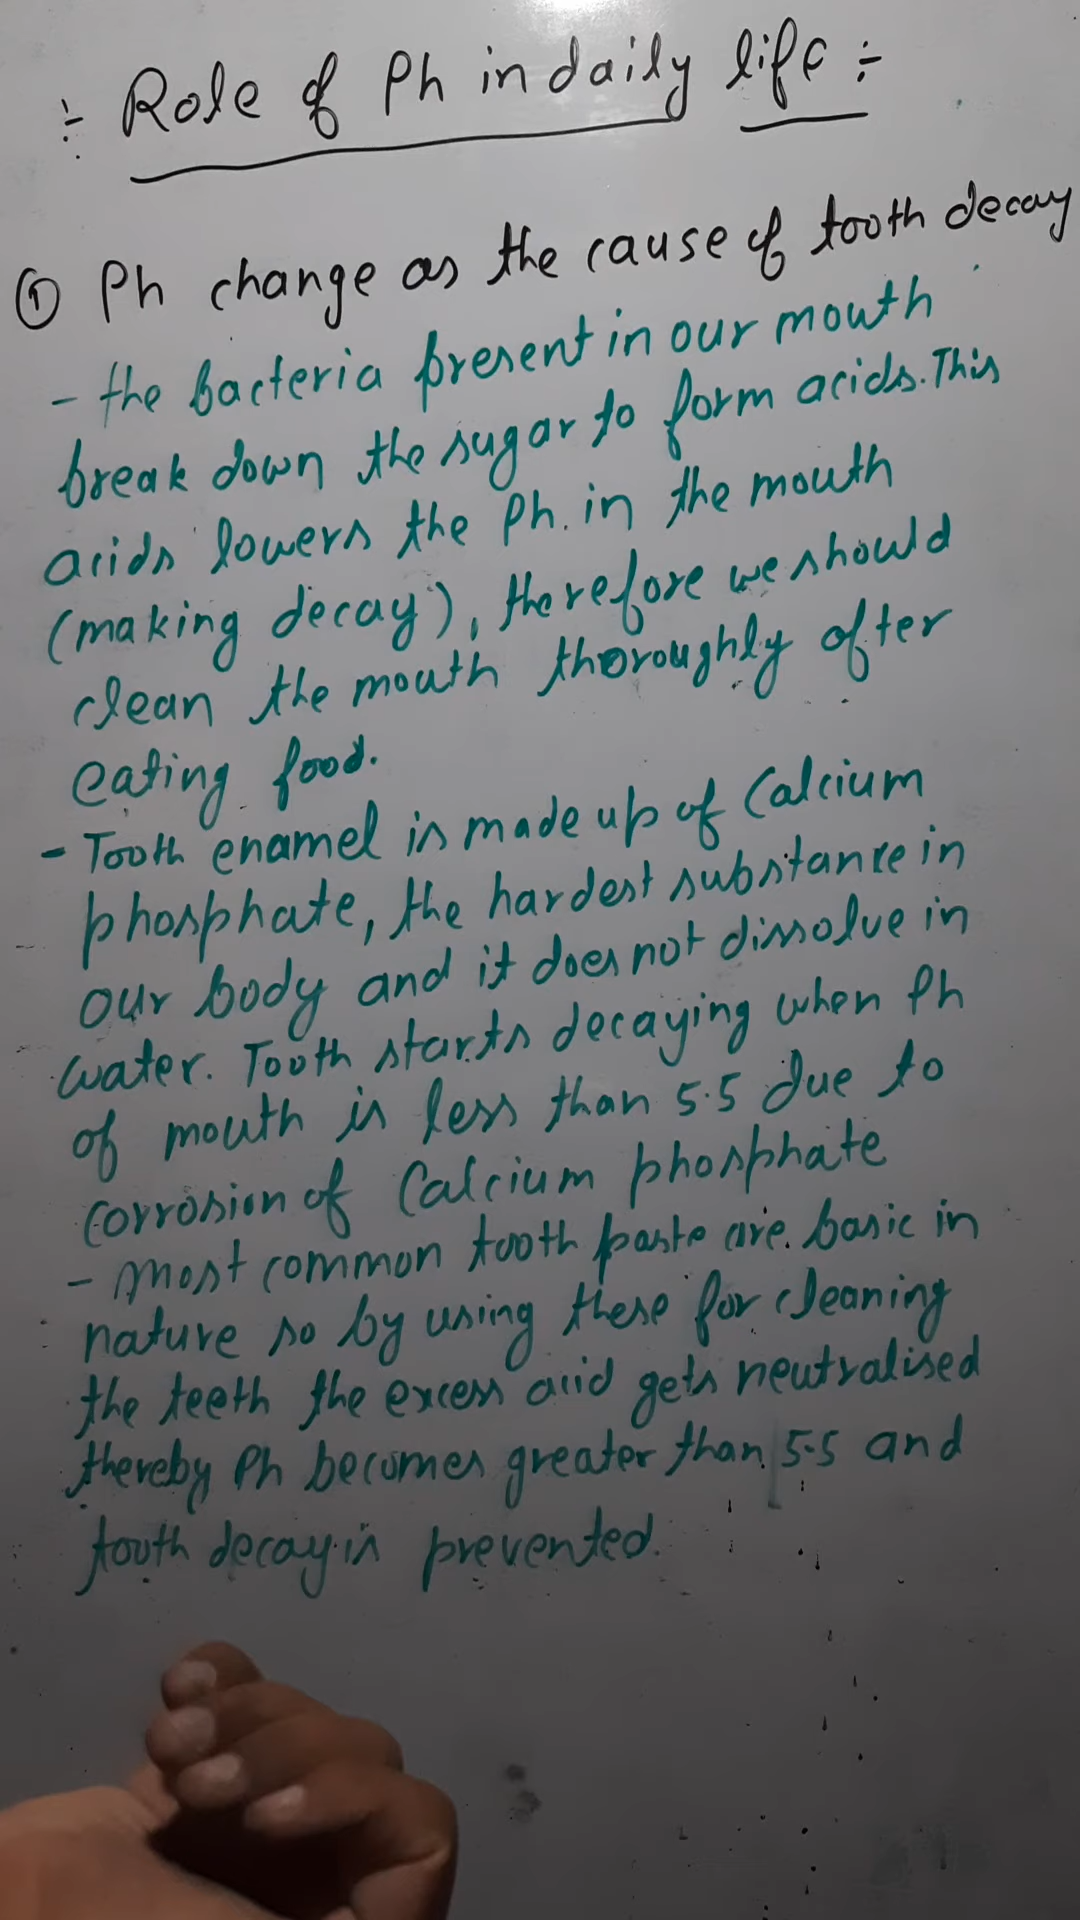 :- Role of Ph in daily life :-
① Ph change as the cause of tooth decay
- the bacteria present in our mouth
break down the sugar to form acids. This
acids lowers the Ph. in the mouth
(making decay), therefore we should
clean the mouth thoroughly after
eating food.
- Tooth enamel is made up of Calcium
phosphate, the hardest substance in
our body and it does not dissolve in
water. Tooth starts decaying when Ph
of mouth is less than 5.5 due to
corrosion of Calcium phosphate
- most common tooth paste are basic in
nature so by using these for cleaning
the teeth the excess acid gets neutralised
thereby Ph becomes greater than 5.5 and
tooth decay is prevented.